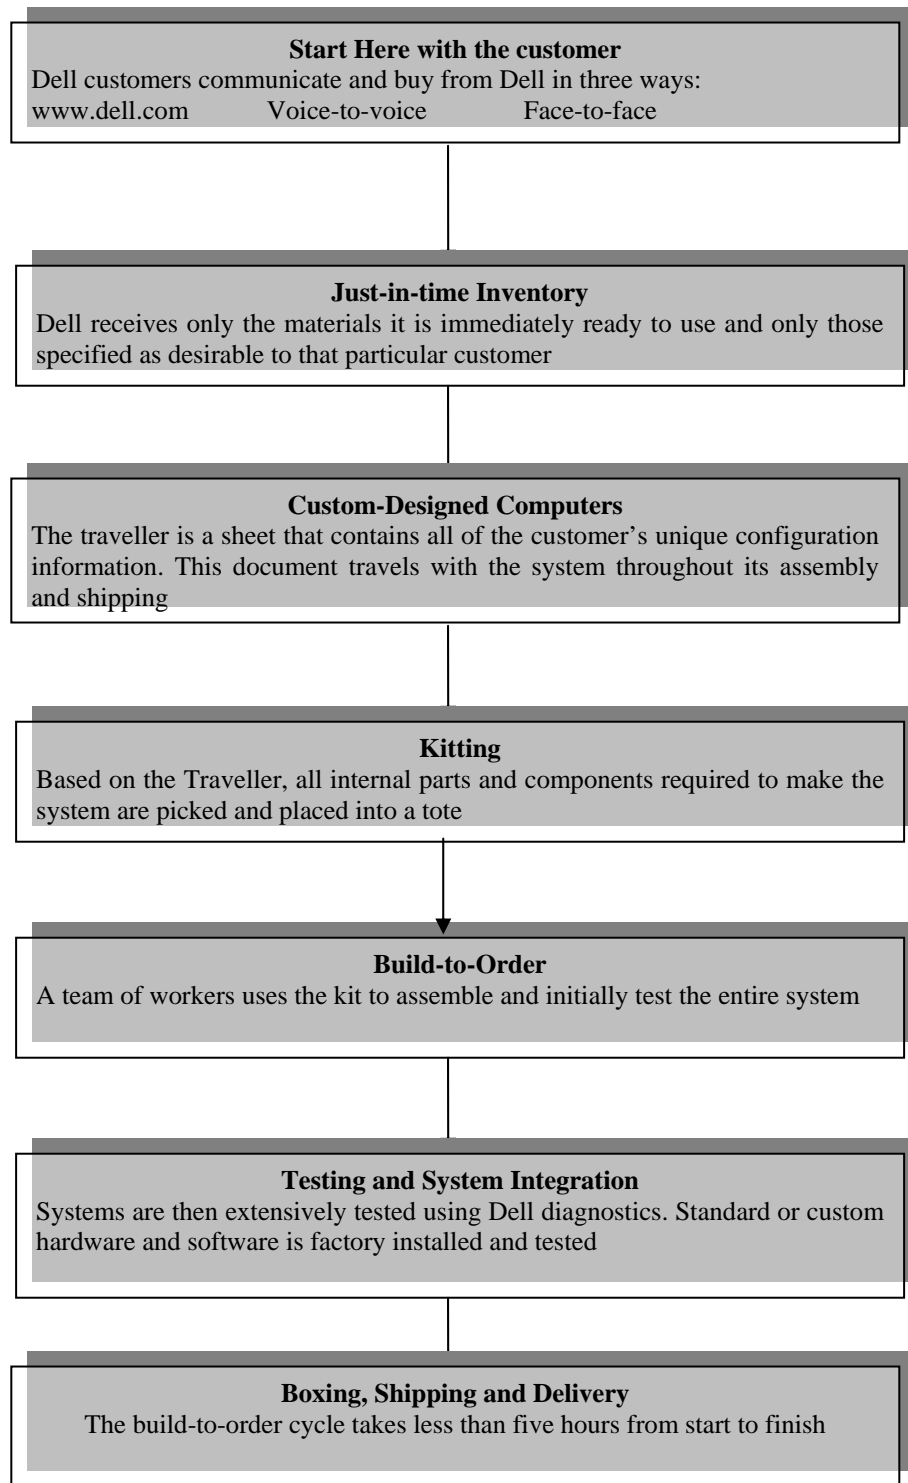 Start Here with the customer
Dell customers communicate and buy from Dell in three ways:
www.dell.com Voice-to-voice Face-to-face
Just-in-time Inventory
Dell receives only the materials it is immediately ready to use and only those
specified as desirable to that particular customer
Custom-Designed Computers
The traveller is a sheet that contains all of the customer’s unique configuration
information. This document travels with the system throughout its assembly
and shipping
Kitting
Based on the Traveller, all internal parts and components required to make the
system are picked and placed into a tote
Build-to-Order
A team of workers uses the kit to assemble and initially test the entire system
Testing and System Integration
Systems are then extensively tested using Dell diagnostics. Standard or custom
hardware and software is factory installed and tested
Boxing, Shipping and Delivery
The build-to-order cycle takes less than five hours from start to finish